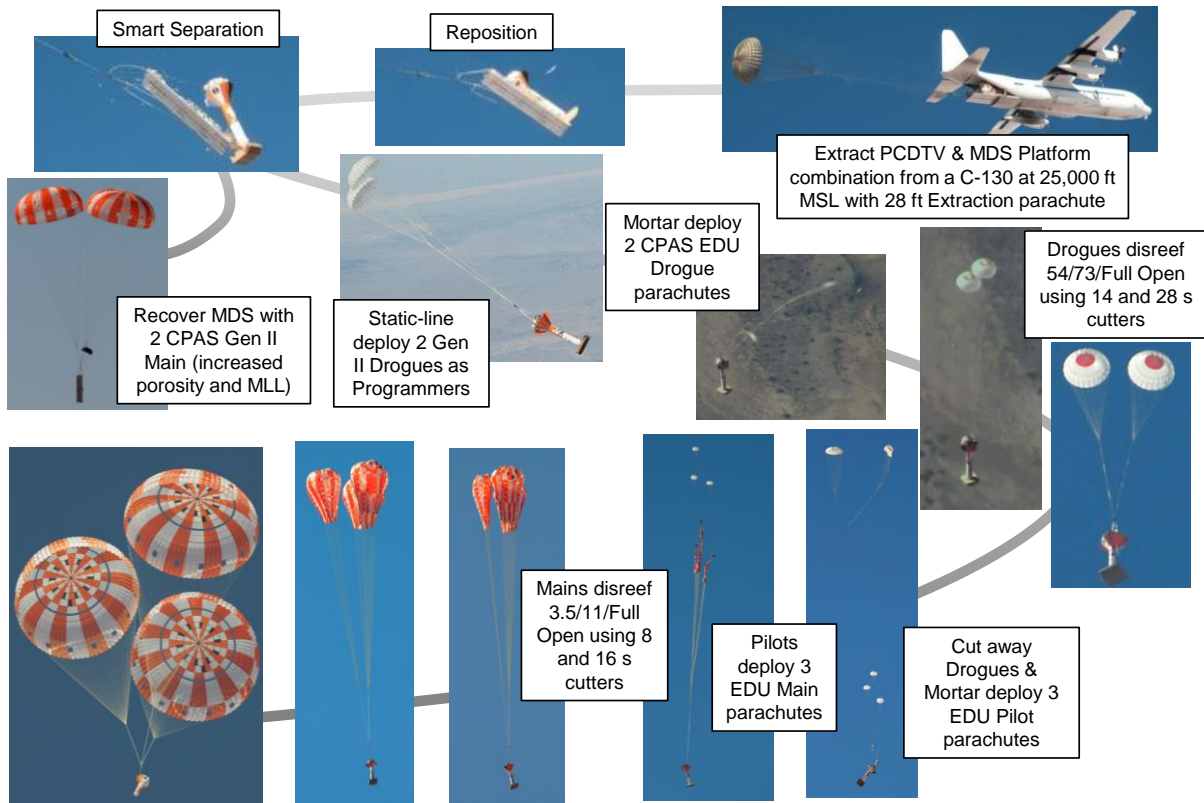 Smart Separation
Reposition
Extract PCDTV & MDS Platform
combination from a C-130 at 25,000 ft
MSL with 28 ft Extraction parachute
Recover MDS with
2 CPAS Gen II
Main (increased
porosity and MLL)
Static-line
deploy 2 Gen
II Drogues as
Programmers
Mortar deploy
2 CPAS EDU
Drogue
parachutes
Drogues disreef
54/73/Full Open
using 14 and 28 s
cutters
Mains disreef
3.5/11/Full
Open using 8
and 16 s
cutters
Pilots
deploy 3
EDU Main
parachutes
Cut away
Drogues &
Mortar deploy 3
EDU Pilot
parachutes